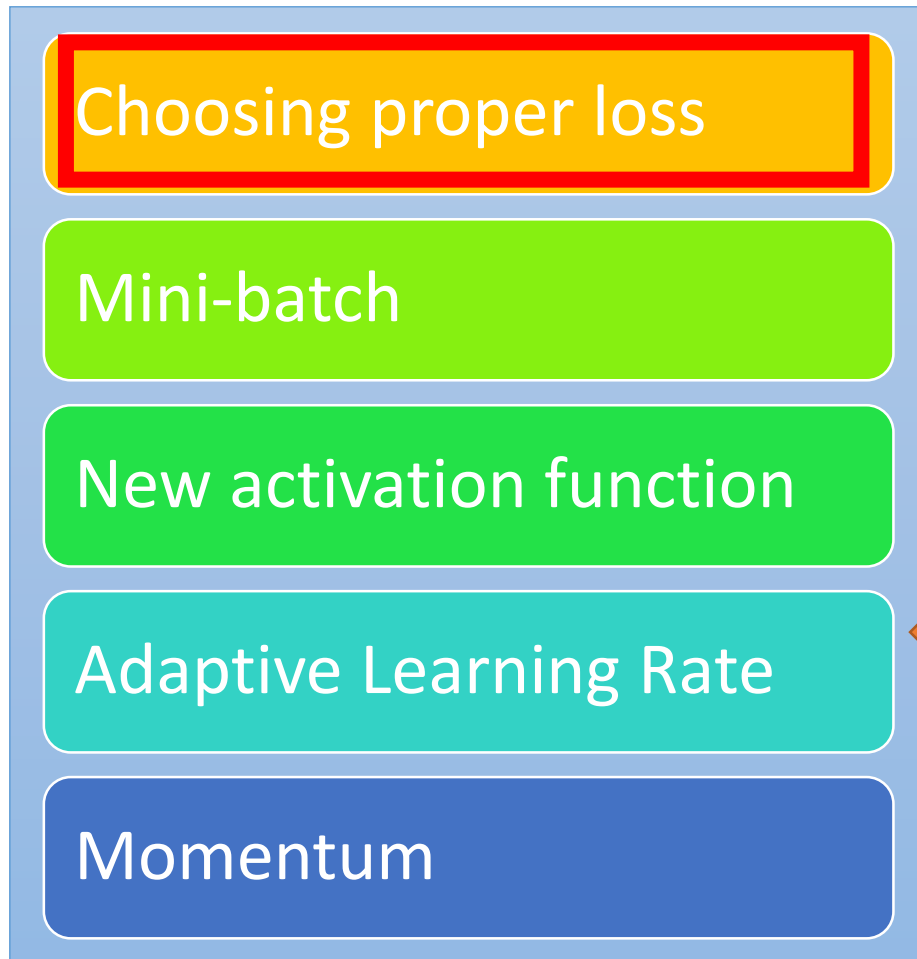 Choosing proper loss
Mini-batch
New activation function
Adaptive Learning Rate
Momentum